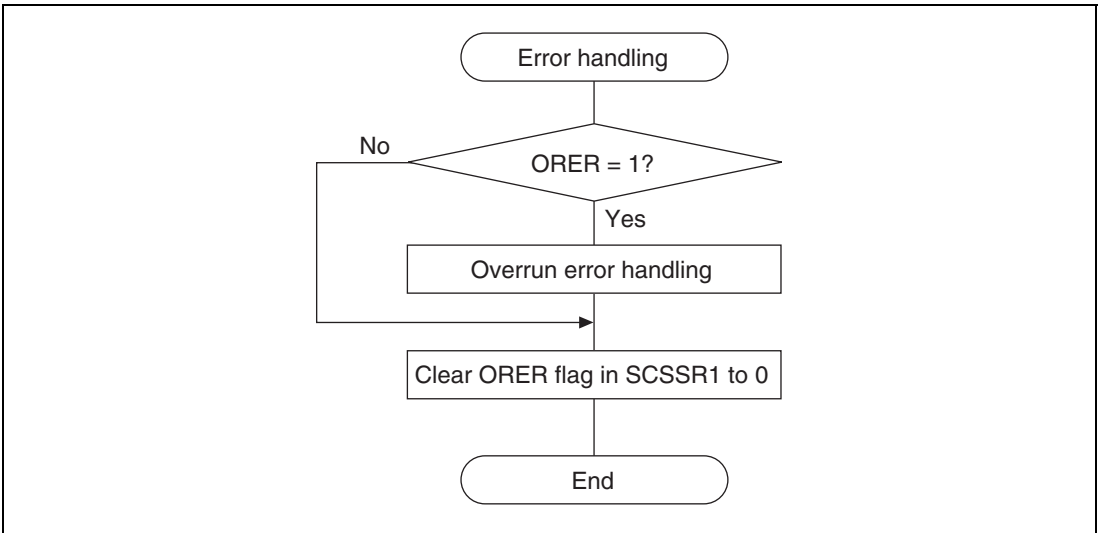 Error handling
No
ORER = 1?
Yes
Overrun error handling
Clear ORER flag in SCSSR1 to 0
End